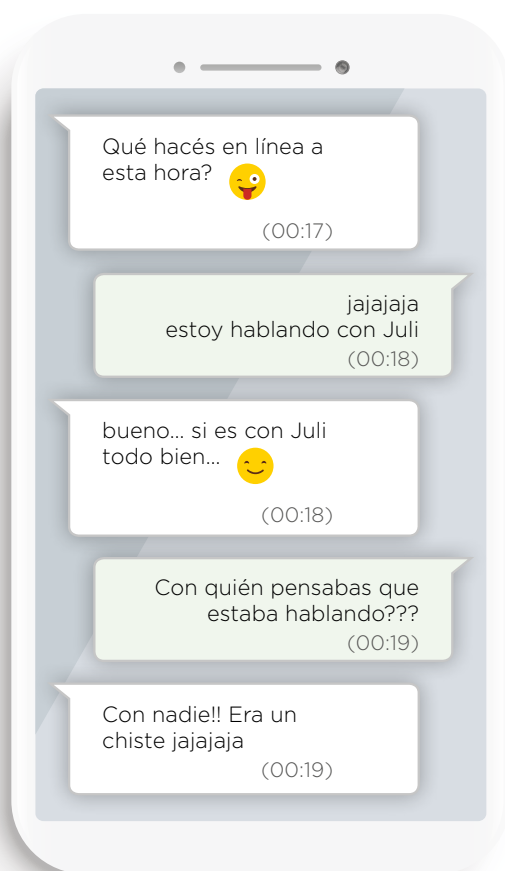 Qué hacés en línea a
esta hora? 😜
(00:17)
jajajaja
estoy hablando con Juli
(00:18)
bueno... si es con Juli
todo bien... 😊
(00:18)
Con quién pensabas que
estaba hablando???
(00:19)
Con nadie!! Era un
chiste jajajaja
(00:19)